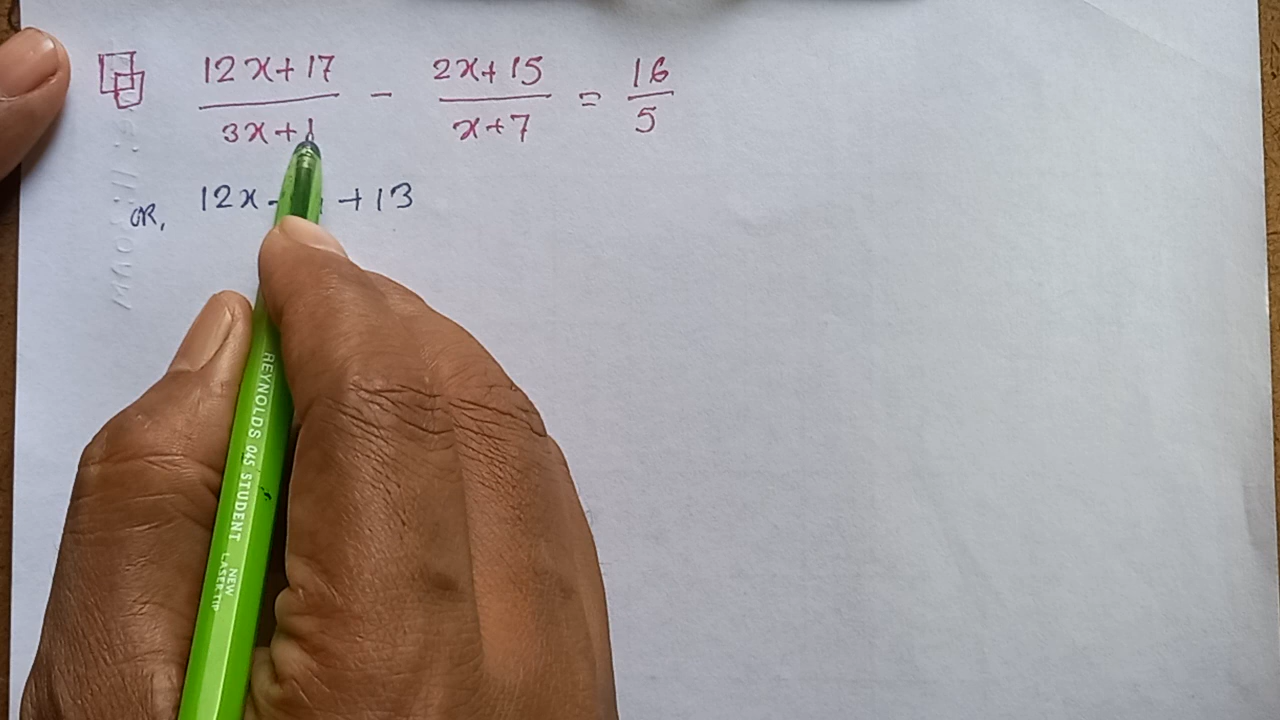 12x+17 / 3x+1 - 2x+15 / x+7 = 16 / 5
OR, 12x +13
REYNOLDS 045 STUDENT NEW LASER TIP